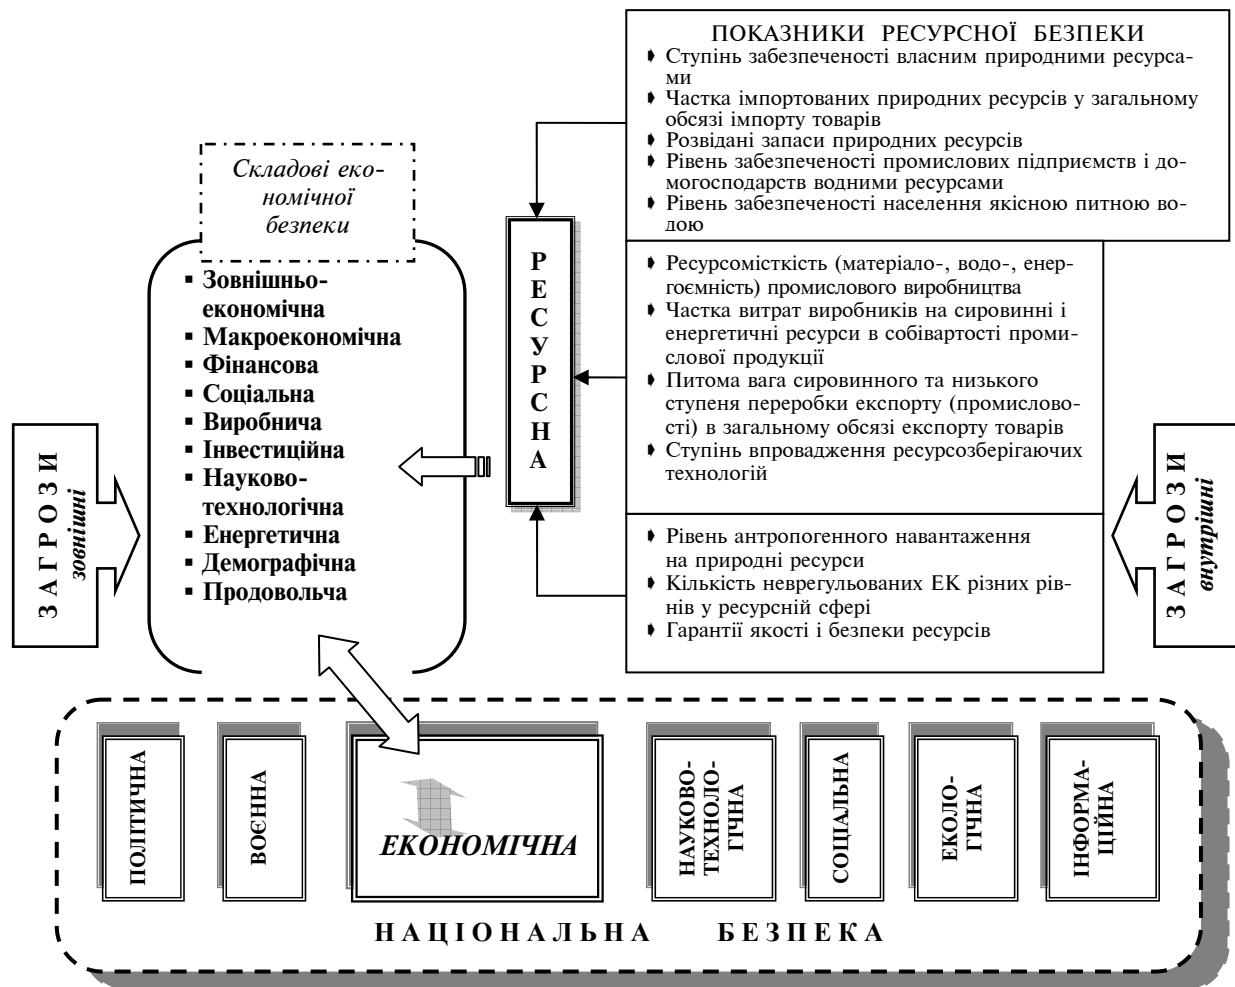 ПОКАЗНИКИ РЕСУРСНОЇ БЕЗПЕКИ
➧ Ступінь забезпеченості власним природними ресурса-
ми
➧ Частка імпортованих природних ресурсів у загальному
обсязі імпорту товарів
➧ Розвідані запаси природних ресурсів
➧ Рівень забезпеченості промислових підприємств і до-
могосподарств водними ресурсами
➧ Рівень забезпеченості населення якісною питною во-
дою
➧ Ресурсомісткість (матеріало-, водо-, енер-
гоємність) промислового виробництва
➧ Частка витрат виробників на сировинні і
енергетичні ресурси в собівартості проми-
слової продукції
➧ Питома вага сировинного та низького
ступеня переробки експорту (промислово-
сті) в загальному обсязі експорту товарів
➧ Ступінь впровадження ресурсозберігаючих
технологій
➧ Рівень антропогенного навантаження
на природні ресурси
➧ Кількість неврегульованих ЕК різних рів-
нів у ресурсній сфері
➧ Гарантії якості і безпеки ресурсів
РЕСУРСНА
Складові еко-
номічної
безпеки
▪ Зовнішньо-
економічна
▪ Макроекономічна
▪ Фінансова
▪ Соціальна
▪ Виробнича
▪ Інвестиційна
▪ Науково-
технологічна
▪ Енергетична
▪ Демографічна
▪ Продовольча
ЗАГРОЗИ
зовнішні
ЗАГРОЗИ
внутрішні
ПОЛІТИЧНА
ВОЄННА
ЕКОНОМІЧНА
НАУКОВО-
ТЕХНОЛО-
ГІЧНА
СОЦІАЛЬНА
ЕКОЛО-
ГІЧНА
ІНФОРМА-
ЦІЙНА
НАЦІОНАЛЬНА БЕЗПЕКА